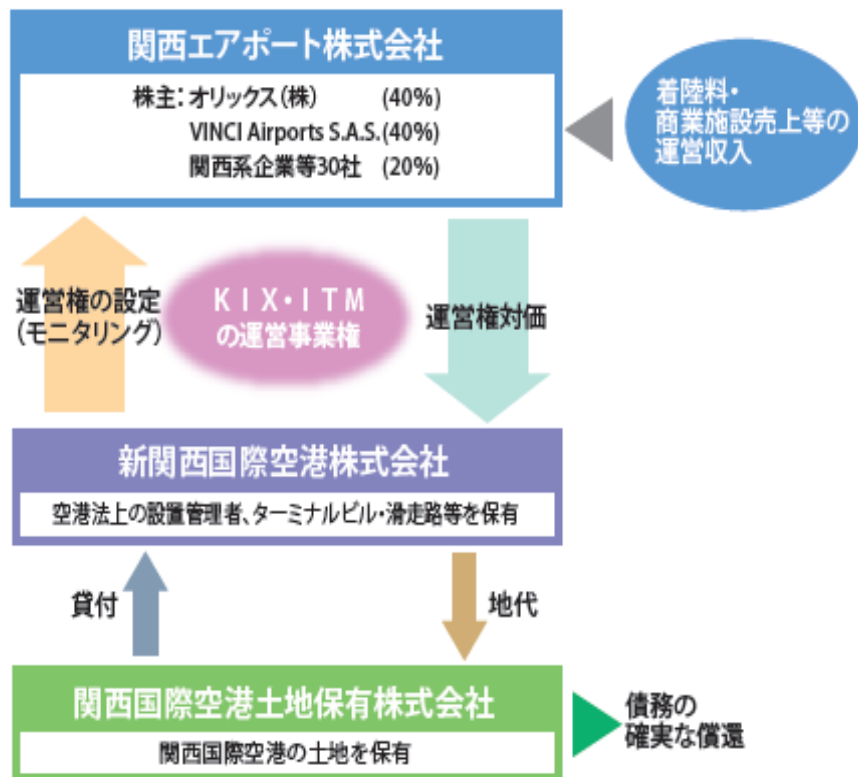 関西エアポート株式会社
株主：オリックス（株） (40%)
VINCI Airports S.A.S.(40%)
関西系企業等30社 (20%)
着陸料・
商業施設売上等の
運営収入
運営権の設定
（モニタリング）
KIX・ITM
の運営事業権
運営権対価
新関西国際空港株式会社
空港法上の設置管理者、ターミナルビル・滑走路等を保有
貸付
地代
関西国際空港土地保有株式会社
関西国際空港の土地を保有
債務の
確実な償還